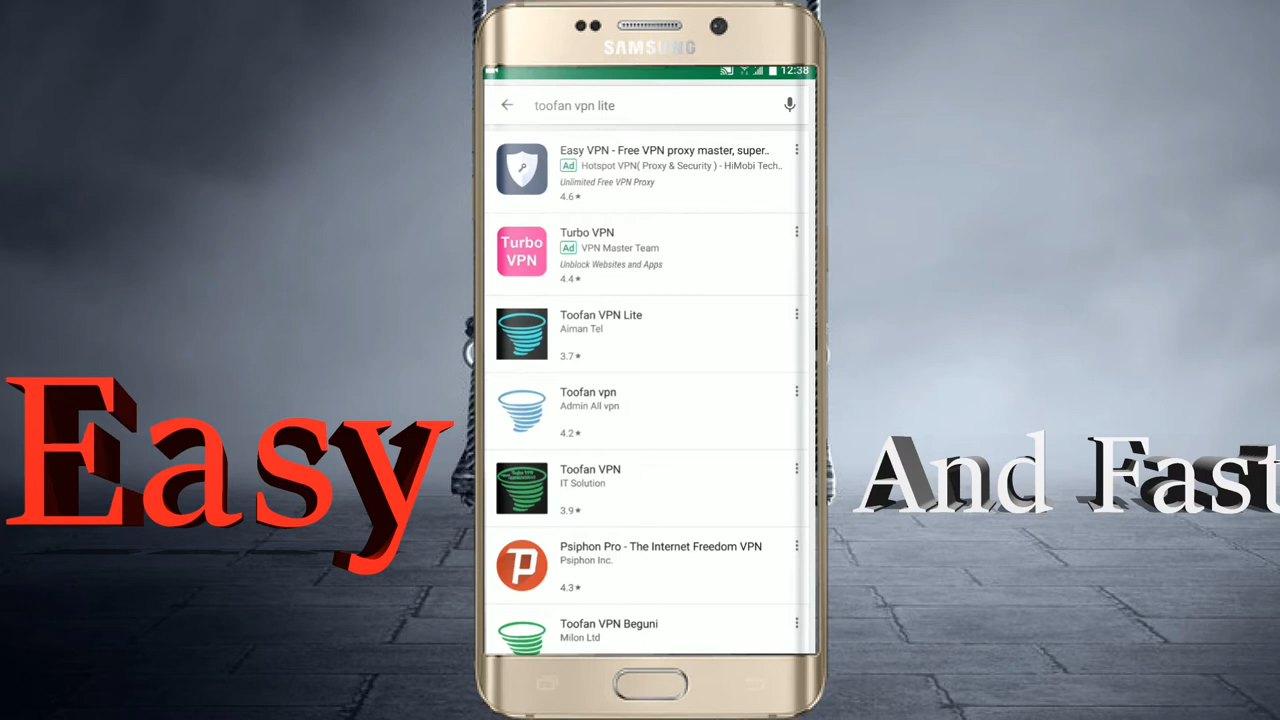 SAMSUNG
12:38
toofan vpn lite
Easy VPN - Free VPN proxy master, super..
Ad Hotspot VPN( Proxy & Security ) - HiMobi Tech..
Unlimited Free VPN Proxy
4.6★
Turbo VPN
Turbo VPN
Ad VPN Master Team
Unblock Websites and Apps
4.4★
Toofan VPN Lite
Aiman Tel
3.7★
Toofan vpn
Admin All vpn
4.2★
Toofan VPN
IT Solution
3.9★
Psiphon Pro - The Internet Freedom VPN
Psiphon Inc.
4.3★
Toofan VPN Beguni
Milon Ltd
Easy
And Fast